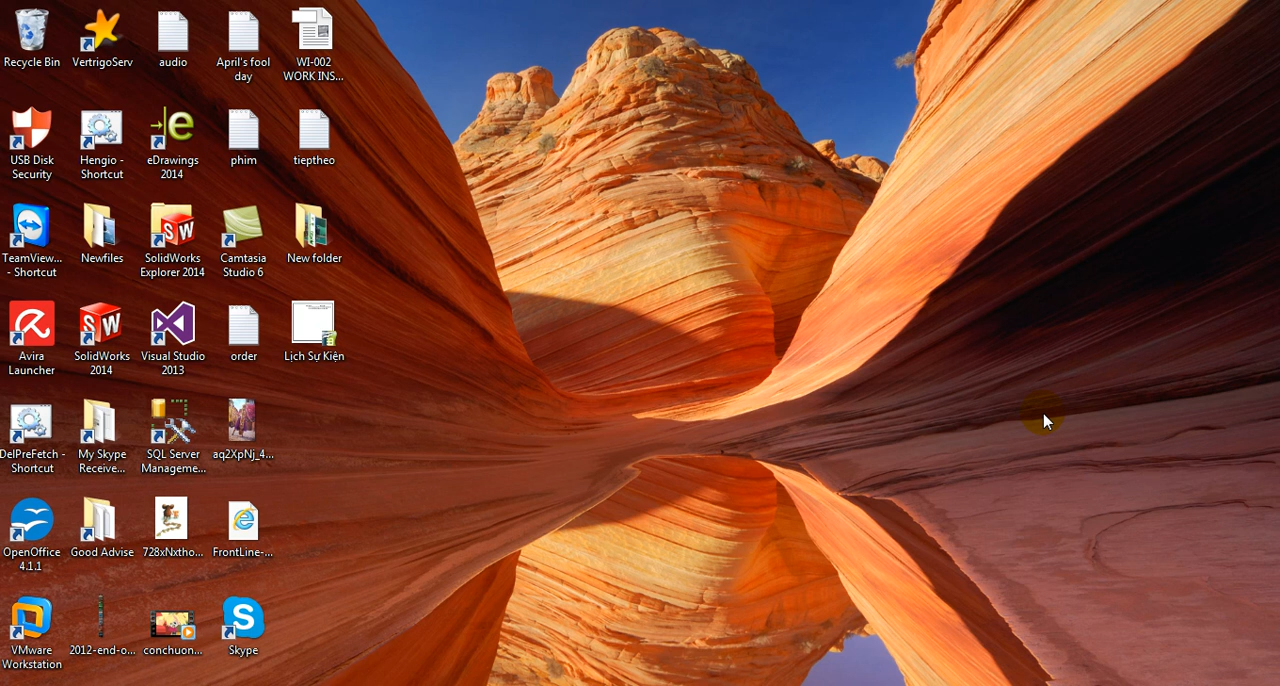 Recycle Bin
VertrigoServ
audio
April's fool
day
WI-002
WORK INS...
USB Disk
Security
Hengio -
Shortcut
eDrawings
2014
phim
tieptheo
TeamView...
- Shortcut
Newfiles
SolidWorks
Explorer 2014
Camtasia
Studio 6
New folder
Avira
Launcher
SolidWorks
2014
Visual Studio
2013
order
Lịch Sự Kiện
DelPreFetch -
Shortcut
My Skype
Receive...
SQL Server
Manageme...
aq2XpNj_4...
OpenOffice
4.1.1
Good Advise
728xNxtho...
FrontLine-...
VMware
Workstation
2012-end-o...
conchuon...
Skype